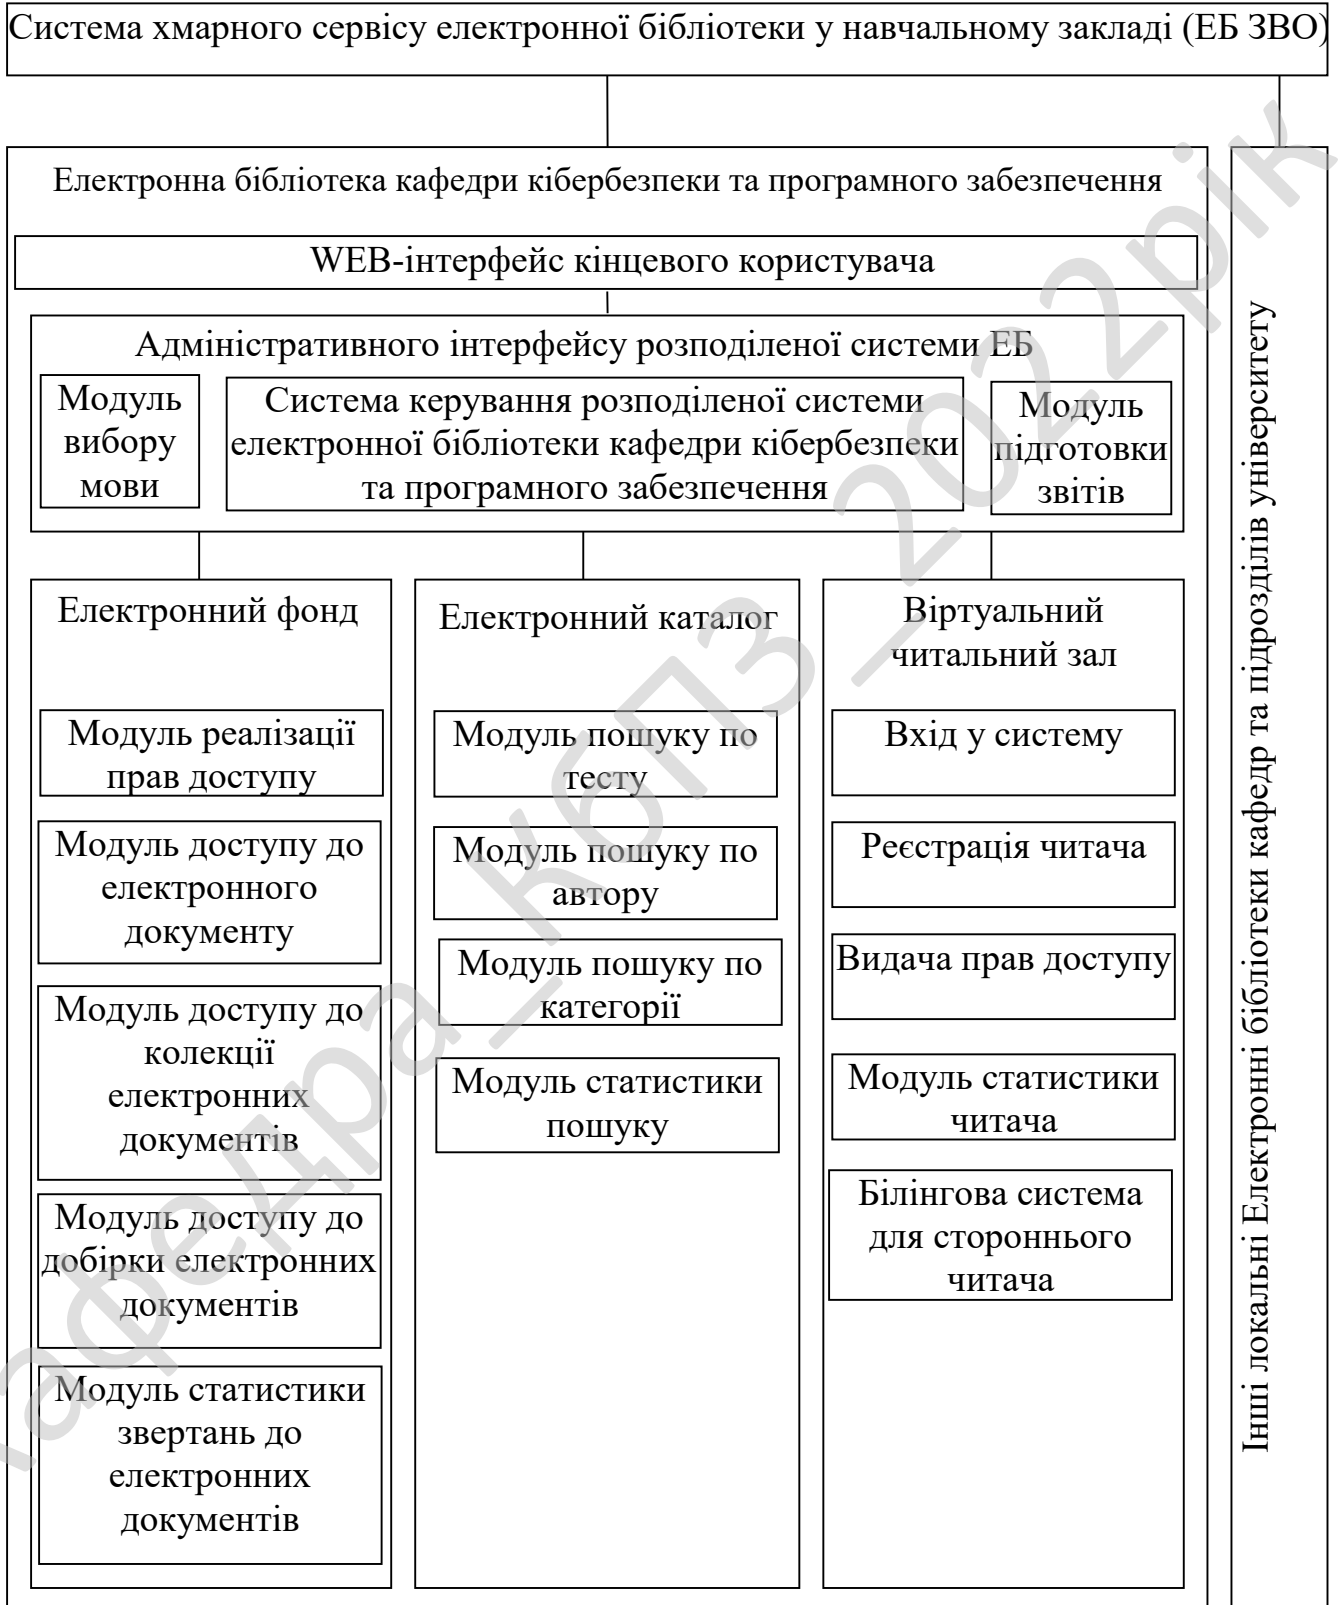 Система хмарного сервісу електронної бібліотеки у навчальному закладі (ЕБ ЗВО)
Електронна бібліотека кафедри кібербезпеки та програмного забезпечення
WEB-інтерфейс кінцевого користувача
Адміністративного інтерфейсу розподіленої системи ЕБ
Модуль
вибору
мови
Система керування розподіленої системи
електронної бібліотеки кафедри кібербезпеки
та програмного забезпечення
Модуль
підготовки
звітів
Електронний фонд
Модуль реалізації
прав доступу
Модуль доступу до
електронного
документу
Модуль доступу до
колекції
електронних
документів
Модуль доступу до
добірки електронних
документів
Модуль статистики
звертань до
електронних
документів
Електронний каталог
Модуль пошуку по
тесту
Модуль пошуку по
автору
Модуль пошуку по
категорії
Модуль статистики
пошуку
Віртуальний
читальний зал
Вхід у систему
Реєстрація читача
Видача прав доступу
Модуль статистики
читача
Білінгова система
для стороннього
читача
Інші локальні Електронні бібліотеки кафедр та підрозділів університету
кафедра_КбПЗ_2022рік